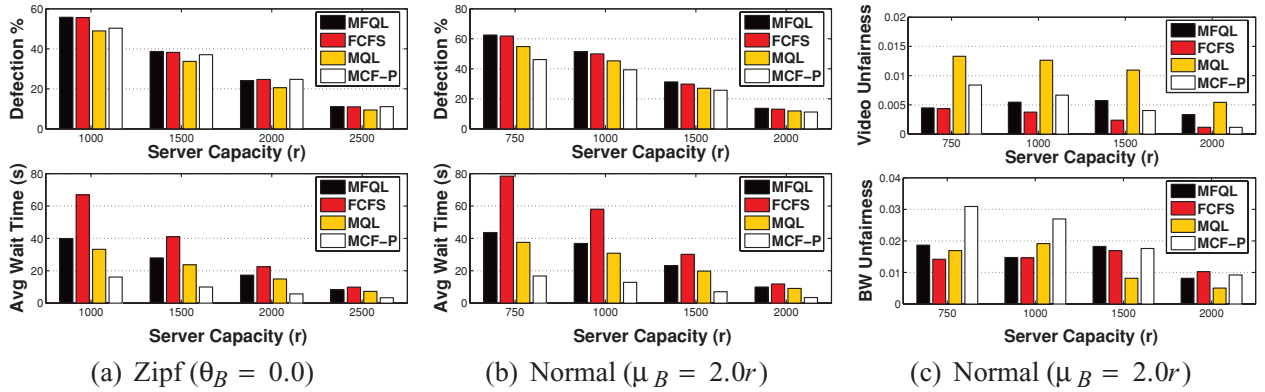 Defection %
60
40
20
0
1000 1500 2000 2500
Server Capacity (r)
MFQL
FCFS
MQL
MCF-P
Avg Wait Time (s)
80
60
40
20
0
1000 1500 2000 2500
Server Capacity (r)
MFQL
FCFS
MQL
MCF-P
(a) Zipf (θB = 0.0)
Defection %
80
60
40
20
0
750 1000 1500 2000
Server Capacity (r)
MFQL
FCFS
MQL
MCF-P
Avg Wait Time (s)
80
60
40
20
0
750 1000 1500 2000
Server Capacity (r)
MFQL
FCFS
MQL
MCF-P
(b) Normal (μB = 2.0r)
Video Unfairness
0.02
0.015
0.01
0.005
0
750 1000 1500 2000
Server Capacity (r)
MFQL
FCFS
MQL
MCF-P
BW Unfairness
0.04
0.03
0.02
0.01
0
750 1000 1500 2000
Server Capacity (r)
MFQL
FCFS
MQL
MCF-P
(c) Normal (μB = 2.0r)